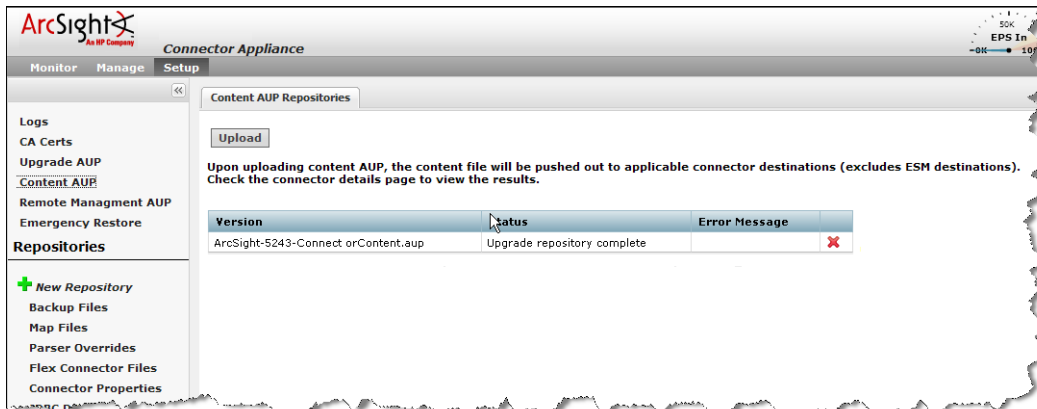 ArcSight
An HP Company
Connector Appliance
50K
EPS In
-0K
Monitor Manage Setup
Content AUP Repositories
Logs
CA Certs
Upgrade AUP
Content AUP
Remote Managment AUP
Emergency Restore
Repositories
New Repository
Backup Files
Map Files
Parser Overrides
Flex Connector Files
Connector Properties
Upload
Upon uploading content AUP, the content file will be pushed out to applicable connector destinations (excludes ESM destinations).
Check the connector details page to view the results.
Version Status Error Message
ArcSight-5243-Connect orContent.aup Upgrade repository complete